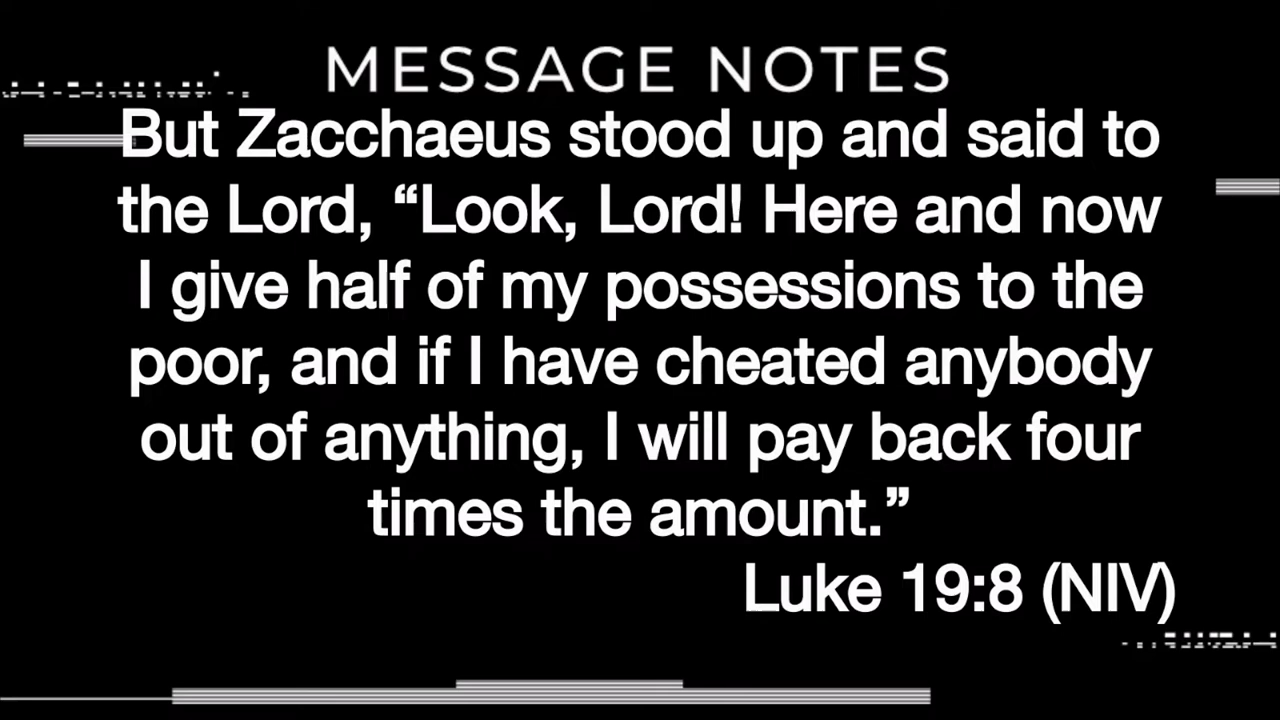 MESSAGE NOTES
But Zacchaeus stood up and said to
the Lord, “Look, Lord! Here and now
I give half of my possessions to the
poor, and if I have cheated anybody
out of anything, I will pay back four
times the amount.”
Luke 19:8 (NIV)